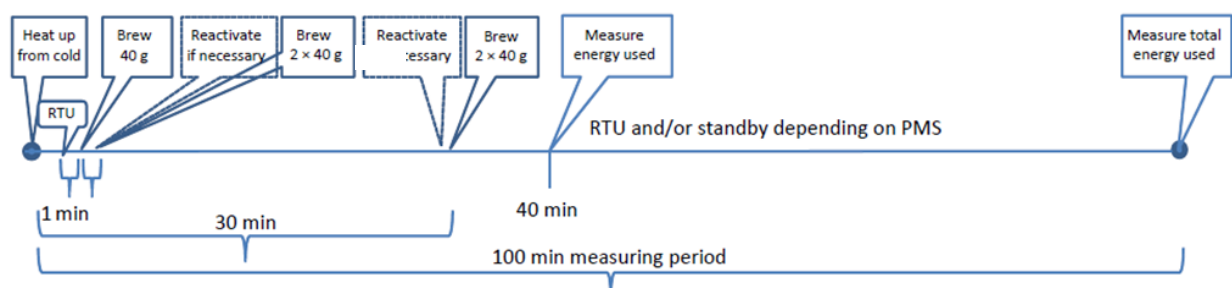 Heat up
from cold
Brew
40 g
Reactivate
if necessary
Brew
2 × 40 g
Reactivate
:essary
Brew
2 × 40 g
Measure
energy used
Measure total
energy used
RTU
RTU and/or standby depending on PMS
1 min
40 min
30 min
100 min measuring period